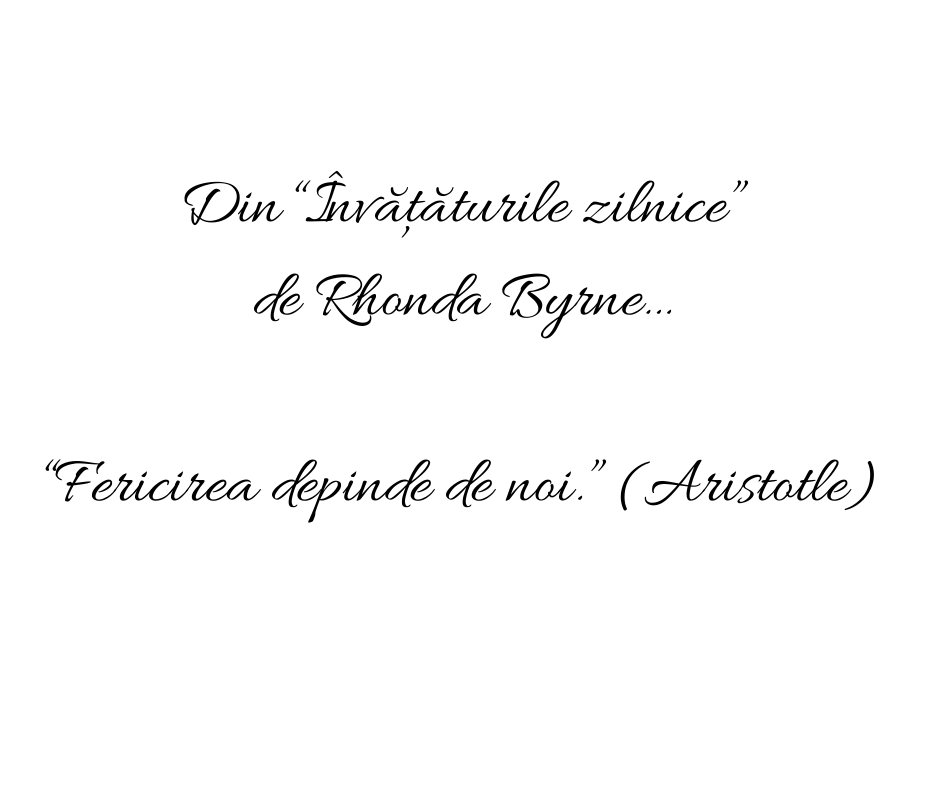 Din “Învățăturile zilnice”
de Rhonda Byrne...
“Fericirea depinde de noi.” (Aristotle)